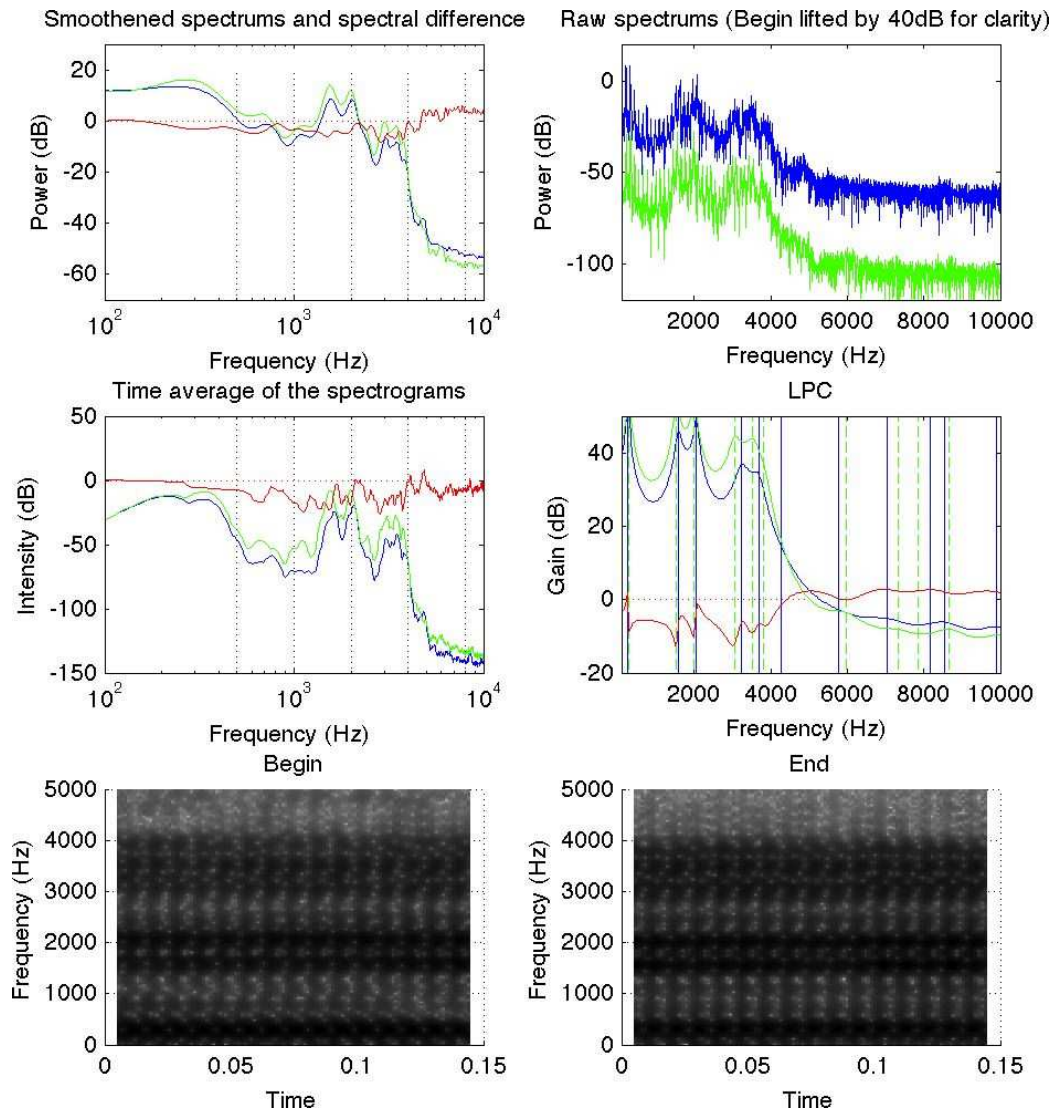 Smoothened spectrums and spectral difference
Raw spectrums (Begin lifted by 40dB for clarity)
20
0
-20
-40
-60
Power (dB)
10^2
10^3
10^4
Frequency (Hz)
0
-50
-100
Power (dB)
2000
4000
6000
8000
10000
Frequency (Hz)
Time average of the spectrograms
LPC
50
0
-50
-100
-150
Intensity (dB)
10^2
10^3
10^4
Frequency (Hz)
40
20
0
-20
Gain (dB)
2000
4000
6000
8000
10000
Frequency (Hz)
Begin
End
5000
4000
3000
2000
1000
0
Frequency (Hz)
0
0.05
0.1
0.15
Time
5000
4000
3000
2000
1000
0
Frequency (Hz)
0
0.05
0.1
0.15
Time